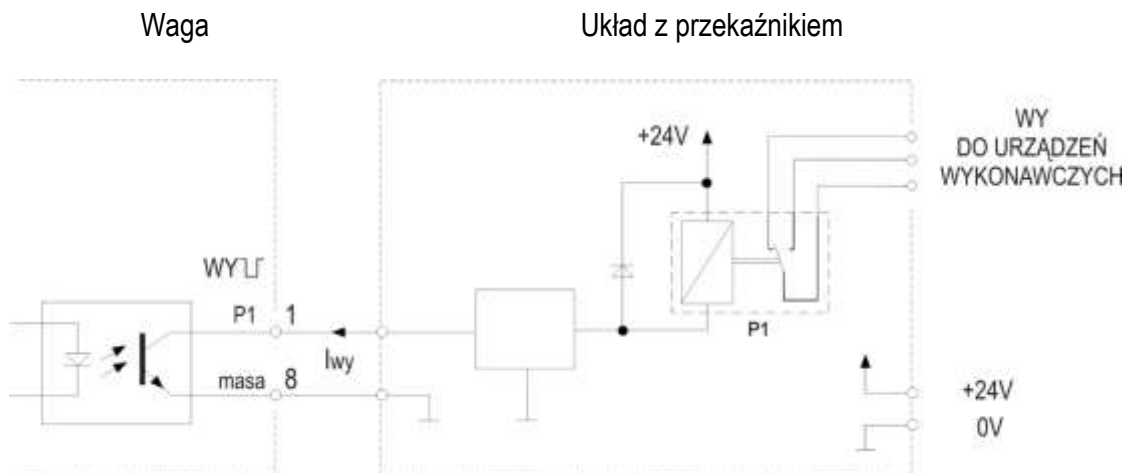 Waga
Układ z przekaźnikiem
+24V
WY
DO URZĄDZEŃ
WYKONAWCZYCH
WY
P1
1
Iwy
P1
masa
8
+24V
0V